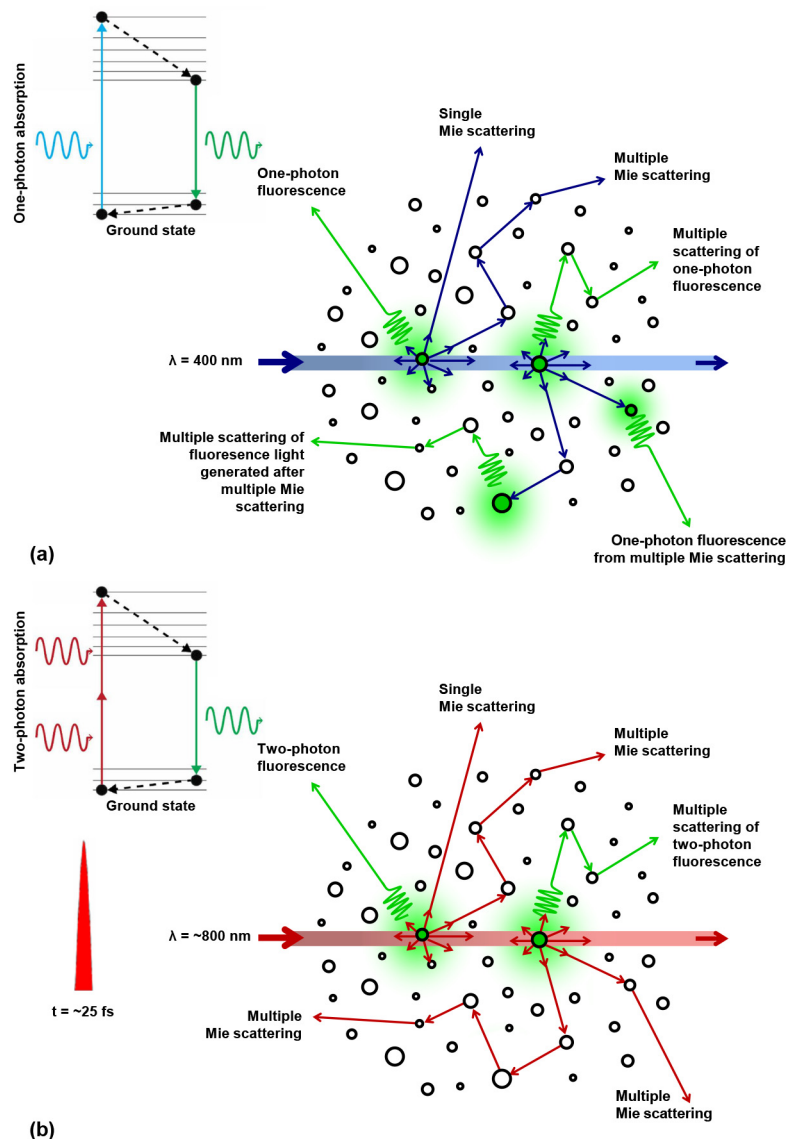 One-photon absorption
Ground state
One-photon
fluorescence
Single
Mie scattering
Multiple
Mie scattering
Multiple
scattering of
one-photon
fluorescence
λ = 400 nm
Multiple scattering of
fluoresence light
generated after
multiple Mie
scattering
One-photon fluorescence
from multiple Mie scattering
(a)
Two-photon absorption
Ground state
Two-photon
fluorescence
Single
Mie scattering
Multiple
Mie scattering
Multiple
scattering of
two-photon
fluorescence
λ = ~800 nm
t = ~25 fs
Multiple
Mie scattering
Multiple
Mie scattering
(b)